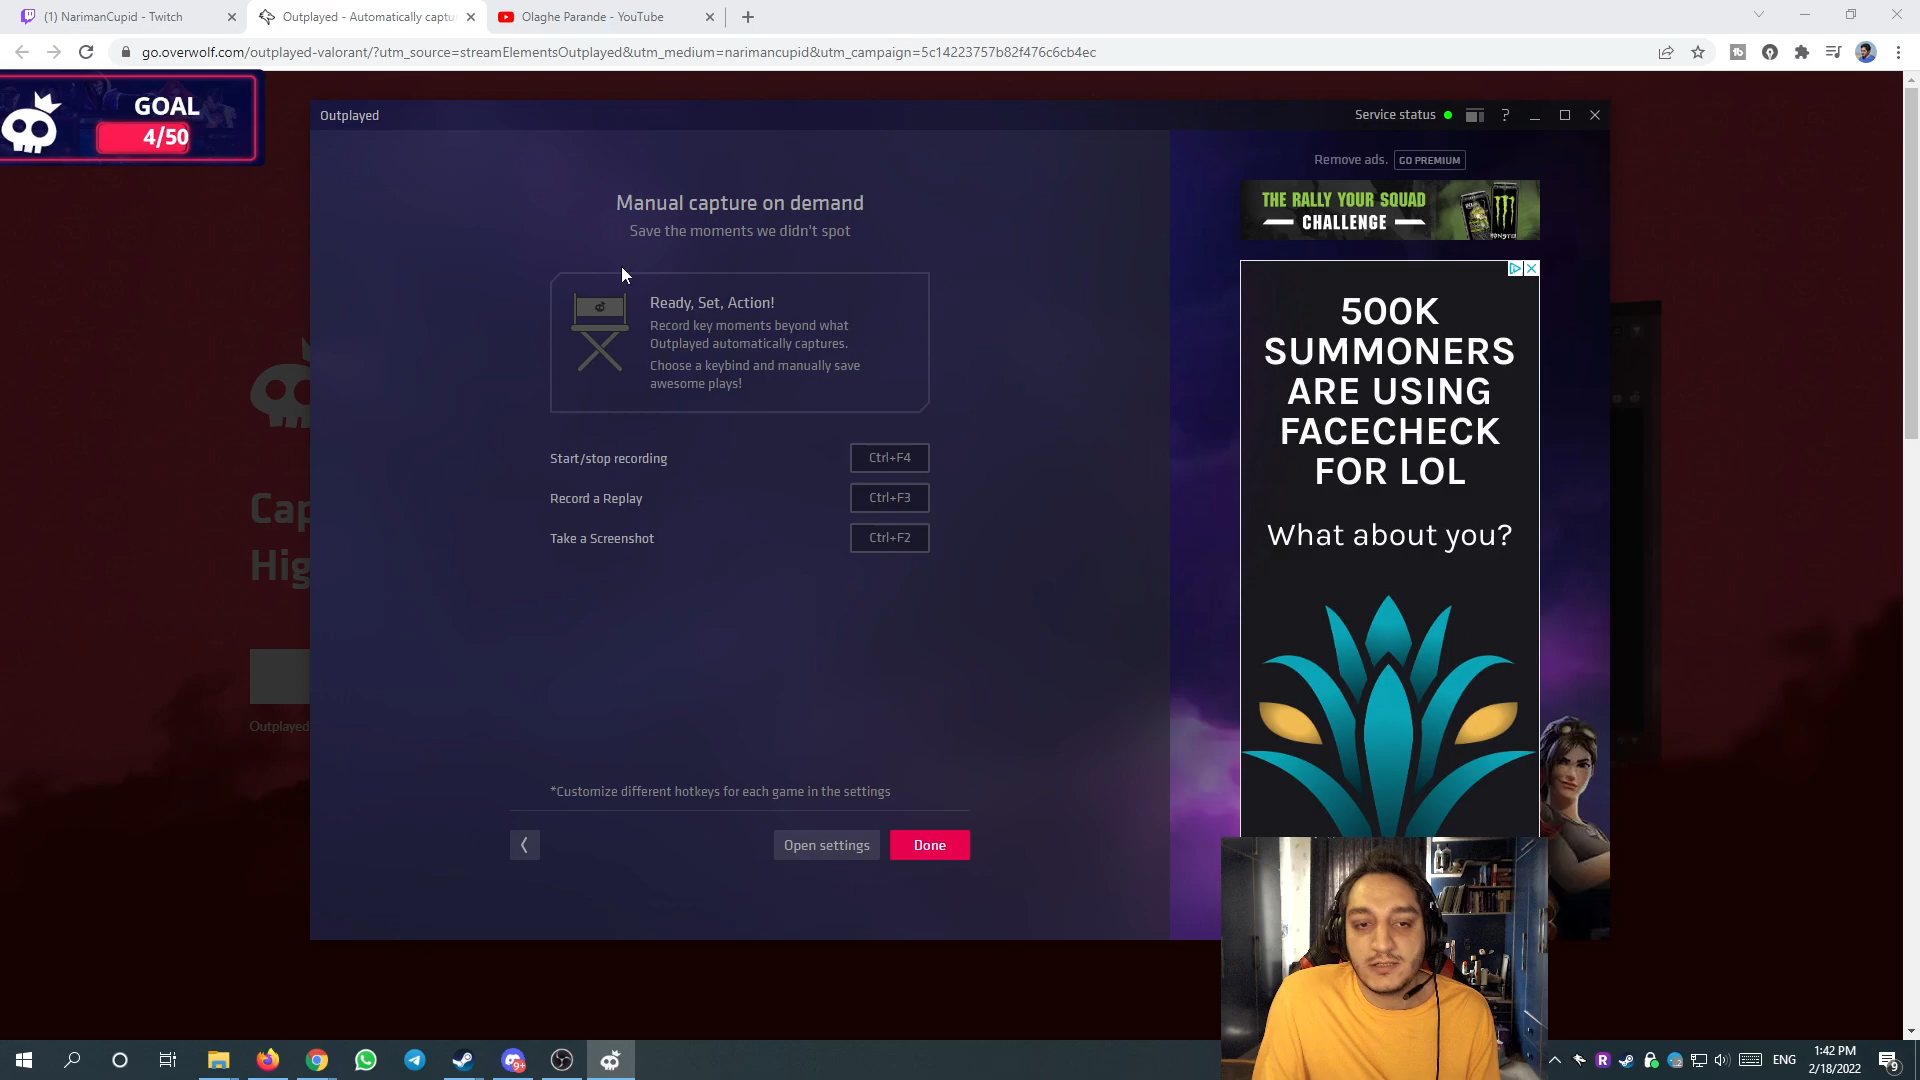 (1) NarimanCupid - Twitch
Outplayed - Automatically captu
Olaghe Parande - YouTube
go.overwolf.com/outplayed-valorant/?utm_source=streamElementsOutplayed&utm_medium=narimancupid&utm_campaign=5c14223757b82f476c6cb4ec
GOAL
4/50
Outplayed
Service status
?
Remove ads.
GO PREMIUM
Manual capture on demand
Save the moments we didn't spot
THE RALLY YOUR SQUAD
CHALLENGE
Ready, Set, Action!
Record key moments beyond what
Outplayed automatically captures.
Choose a keybind and manually save
awesome plays!
500K
SUMMONERS
ARE USING
FACECHECK
FOR LOL
What about you?
Start/stop recording
Ctrl+F4
Record a Replay
Ctrl+F3
Take a Screenshot
Ctrl+F2
Cap
Hig
Outplayed
*Customize different hotkeys for each game in the settings
Open settings
Done
9+
R
ENG
1:42 PM
2/18/2022
9